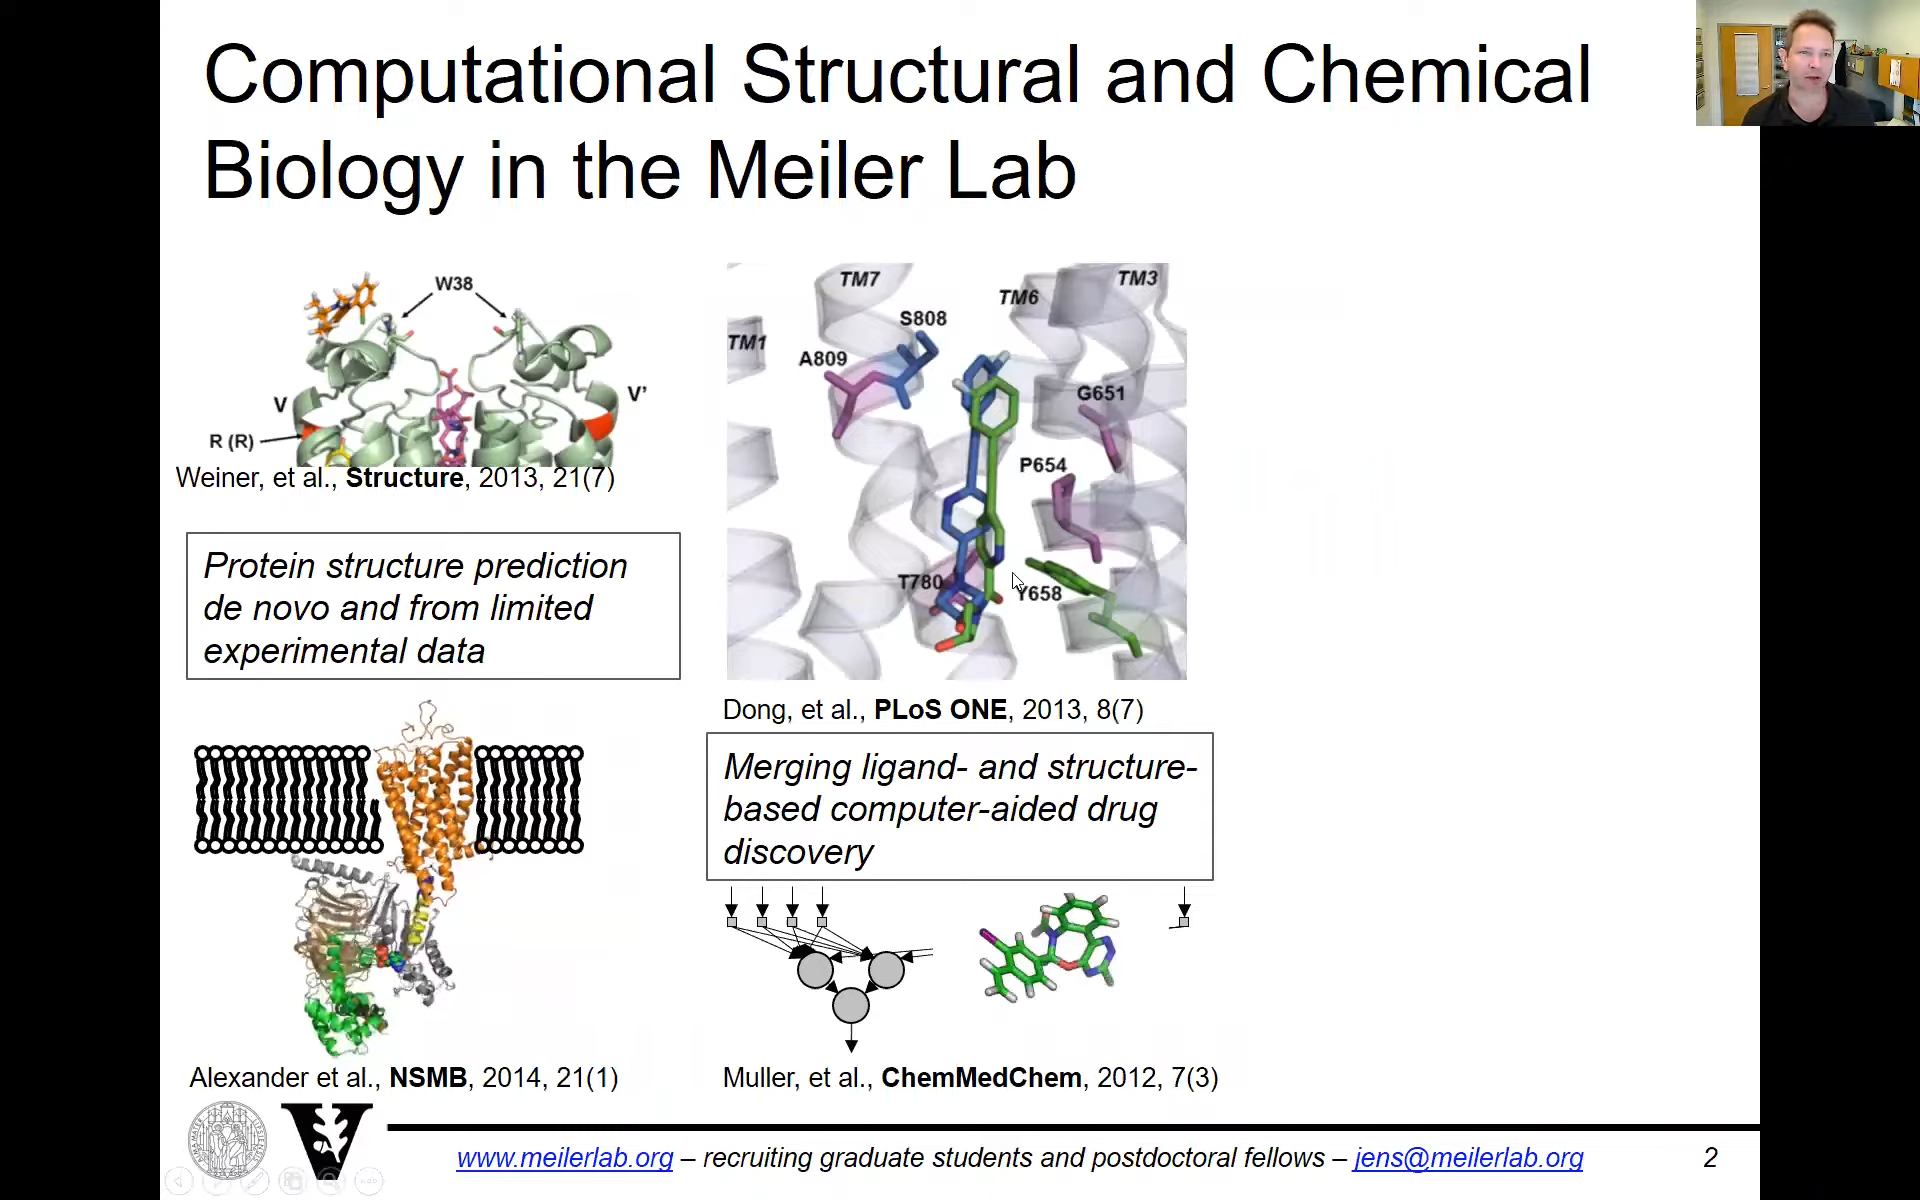 Computational Structural and Chemical
Biology in the Meiler Lab
W38
V
V'
R (R)
Weiner, et al., Structure, 2013, 21(7)
Protein structure prediction
de novo and from limited
experimental data
Alexander et al., NSMB, 2014, 21(1)
TM7
TM3
TM6
S808
TM1
A809
G651
P654
T780
Y658
Dong, et al., PLoS ONE, 2013, 8(7)
Merging ligand- and structure-
based computer-aided drug
discovery
Muller, et al., ChemMedChem, 2012, 7(3)
www.meilerlab.org – recruiting graduate students and postdoctoral fellows – jens@meilerlab.org
2